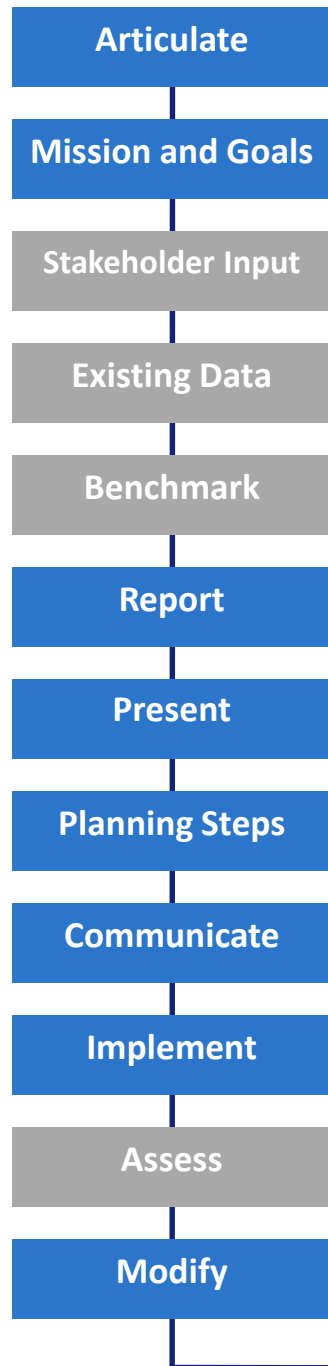 Articulate
Mission and Goals
Stakeholder Input
Existing Data
Benchmark
Report
Present
Planning Steps
Communicate
Implement
Assess
Modify